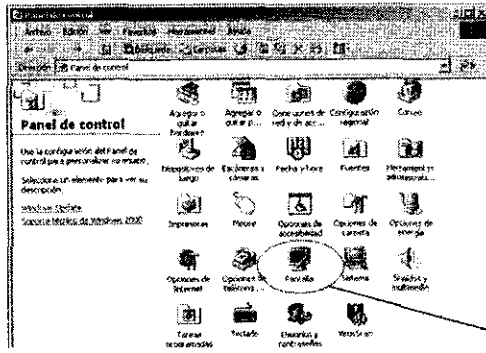 Panel de control
Archivo Edición Ver Favoritos Herramientas Ayuda
Búsqueda Carpetas
Dirección Panel de control
Panel de control
Use la configuración del Panel de
control para personalizar su equipo.
Seleccione un elemento para ver su
descripción.
Windows Update
Soporte técnico de Windows 2000
Agregar o
quitar
hardware
Agregar o
quitar p...
Conexiones de
red y de acc...
Configuración
regional
Correo
Dispositivos de
juego
Escáneres y
cámaras
Fecha y hora
Fuentes
Herramientas
administrati...
Impresoras
Mouse
Opciones de
accesibilidad
Opciones de
carpeta
Opciones de
energía
Opciones de
Internet
Opciones de
teléfono ...
Pantalla
Sistema
Sonidos y
multimedia
Tareas
programadas
Teclado
Usuarios y
contraseñas